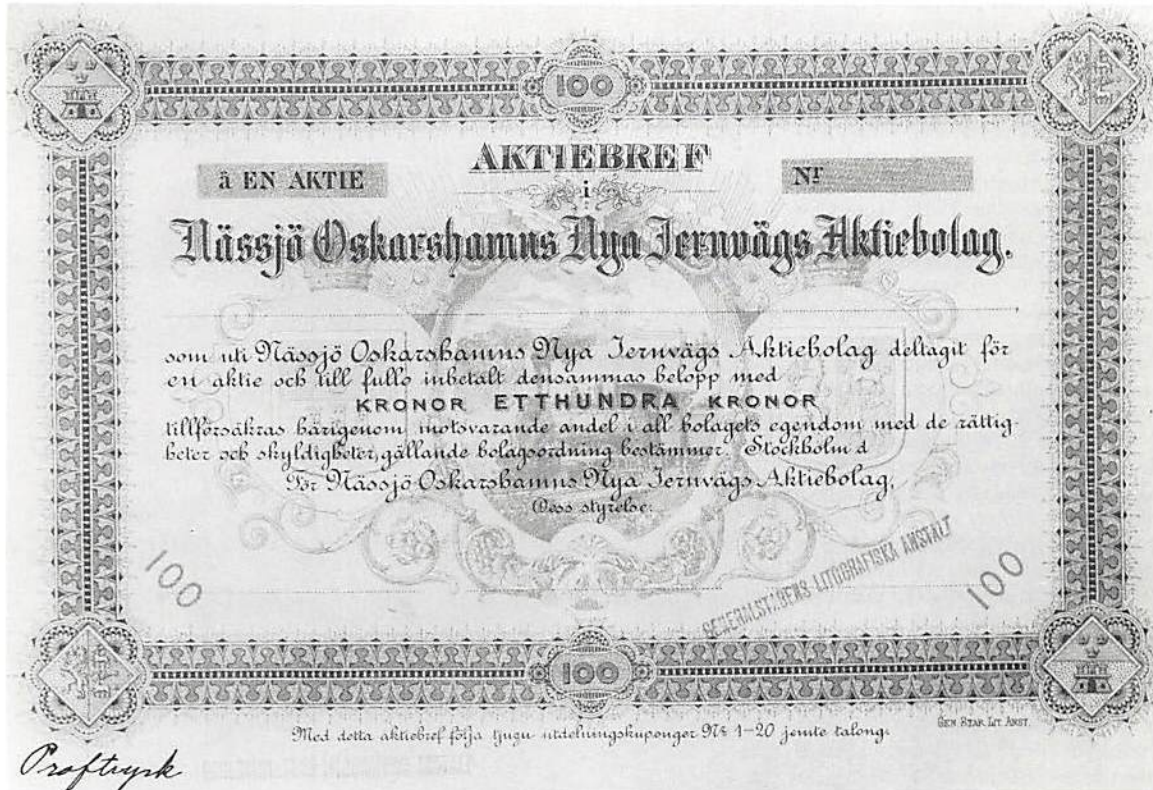 100
AKTIEBREF
à EN AKTIE
i
Nr
Nässjö Oskarshamns Nya Jernvägs Aktiebolag.
som uti Nässjö Oskarshamns Nya Jernvägs Aktiebolag deltagit för
en aktie och till fullo inbetalt densammas belopp med
KRONOR ETTHUNDRA KRONOR
tillförsäkras härigenom motsvarande andel i all bolagets egendom med de rättig-
heter och skyldigheter, gällande bolagsordning bestämmer. Stockholm d
För Nässjö Oskarshamns Nya Jernvägs Aktiebolag,
Dess styrelse:
100
GENERALSTABENS LITOGRAFISKA ANSTALT
100
100
GEN. STAB. LIT. ANST.
Med detta aktiebref följa tjugu utdelningskuponger No 1-20 jemte talong.
Proftryck